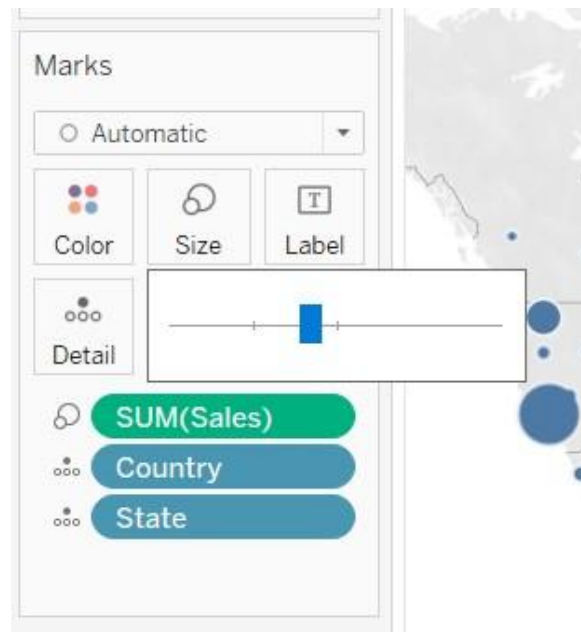 Marks
Automatic
Color Size Label
T
Detail
SUM(Sales)
Country
State